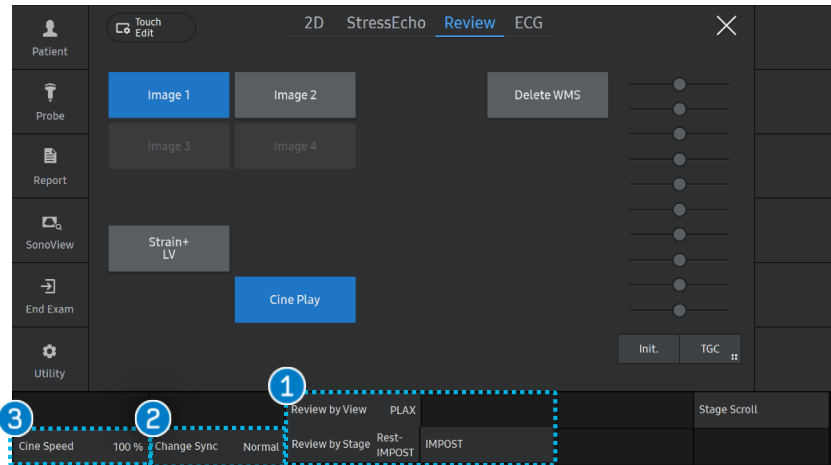 Patient
Touch
Edit
2D StressEcho Review ECG
Probe
Image 1 Image 2 Delete WMS
Image 3 Image 4
Report
SonoView
Strain+
LV
End Exam
Cine Play
Utility
Init. TGC
1
Review by View PLAX
Stage Scroll
3
2
Cine Speed 100 % Change Sync Normal Review by Stage Rest-
IMPOST IMPOST